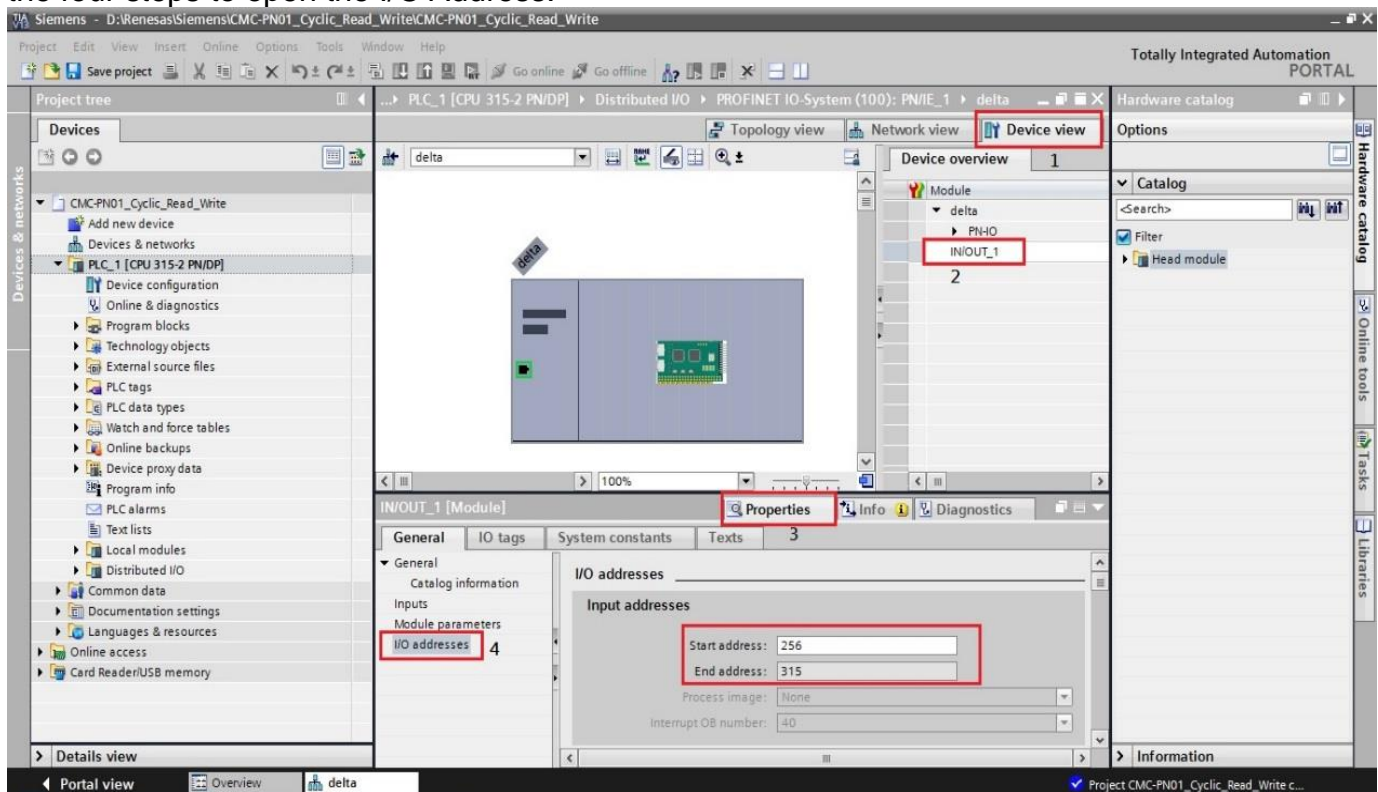 the four steps to open the I/O Address.
Siemens - D:\Renesas\Siemens\CMC-PN01_Cyclic_Read_Write\CMC-PN01_Cyclic_Read_Write
Project Edit View Insert Online Options Tools Window Help
Totally Integrated Automation
PORTAL
Save project Go online Go offline
Project tree
...PLC_1 [CPU 315-2 PN/DP] Distributed I/O PROFINET IO-System (100): PN/IE_1 delta
Hardware catalog
Devices
Topology view Network view Device view
Options
delta
Device overview
1
Module
Catalog
<Search>
Filter
Head module
delta
PN-IO
IN/OUT_1
2
CMC-PN01_Cyclic_Read_Write
Add new device
Devices & networks
PLC_1 [CPU 315-2 PN/DP]
Device configuration
Online & diagnostics
Program blocks
Technology objects
External source files
PLC tags
PLC data types
Watch and force tables
Online backups
Device proxy data
Program info
PLC alarms
Text lists
Local modules
Distributed I/O
Common data
Documentation settings
Languages & resources
Online access
Card Reader/USB memory
Details view
delta
100%
IN/OUT_1 [Module]
Properties Info Diagnostics
3
General IO tags System constants Texts
General
Catalog information
Inputs
Module parameters
I/O addresses
4
I/O addresses
Input addresses
Start address: 256
End address: 315
Process image: None
Interrupt OB number: 40
Information
Devices & networks
Hardware catalog
Online tools
Tasks
Libraries
Portal view Overview delta
Project CMC-PN01_Cyclic_Read_Write c...